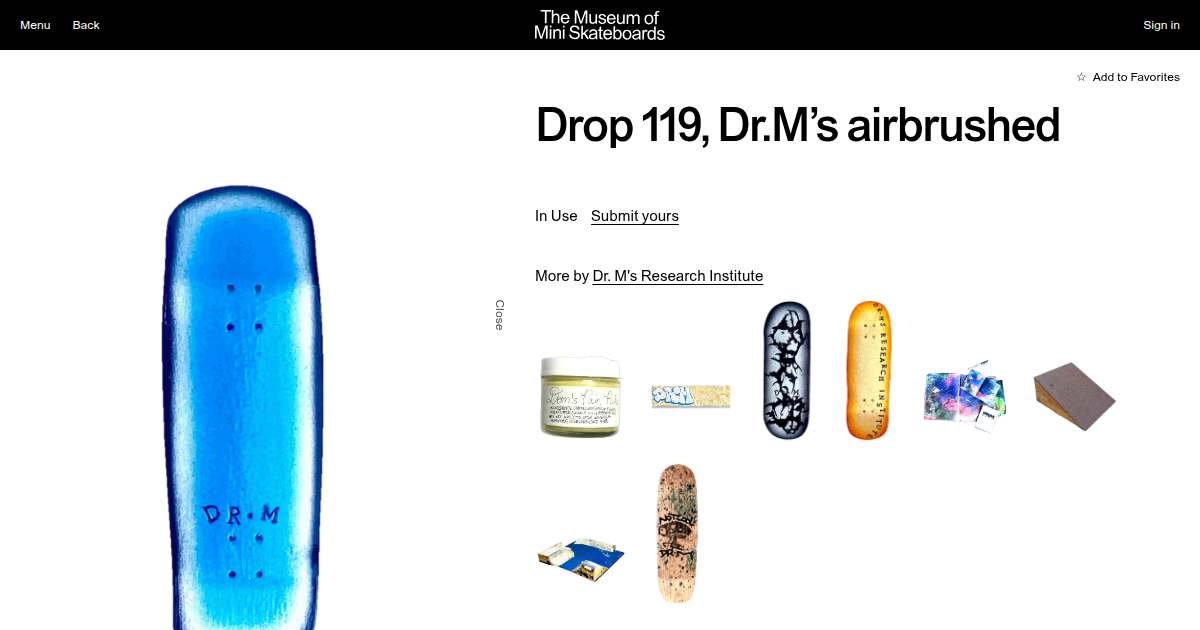 Menu
Back
The Museum of
Mini Skateboards
Sign in
☆ Add to Favorites
Drop 119, Dr.M’s airbrushed
In Use Submit yours
More by Dr. M's Research Institute
Close
DR·M